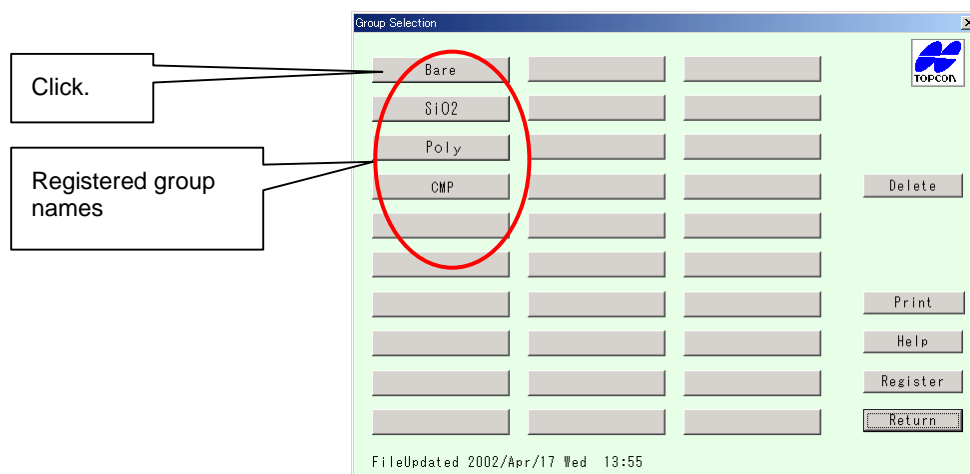 Group Selection
Click.
Bare
SiO2
Poly
Registered group
names
CMP
Delete
Print
Help
Register
Return
FileUpdated 2002/Apr/17 Wed 13:55
TOPCON